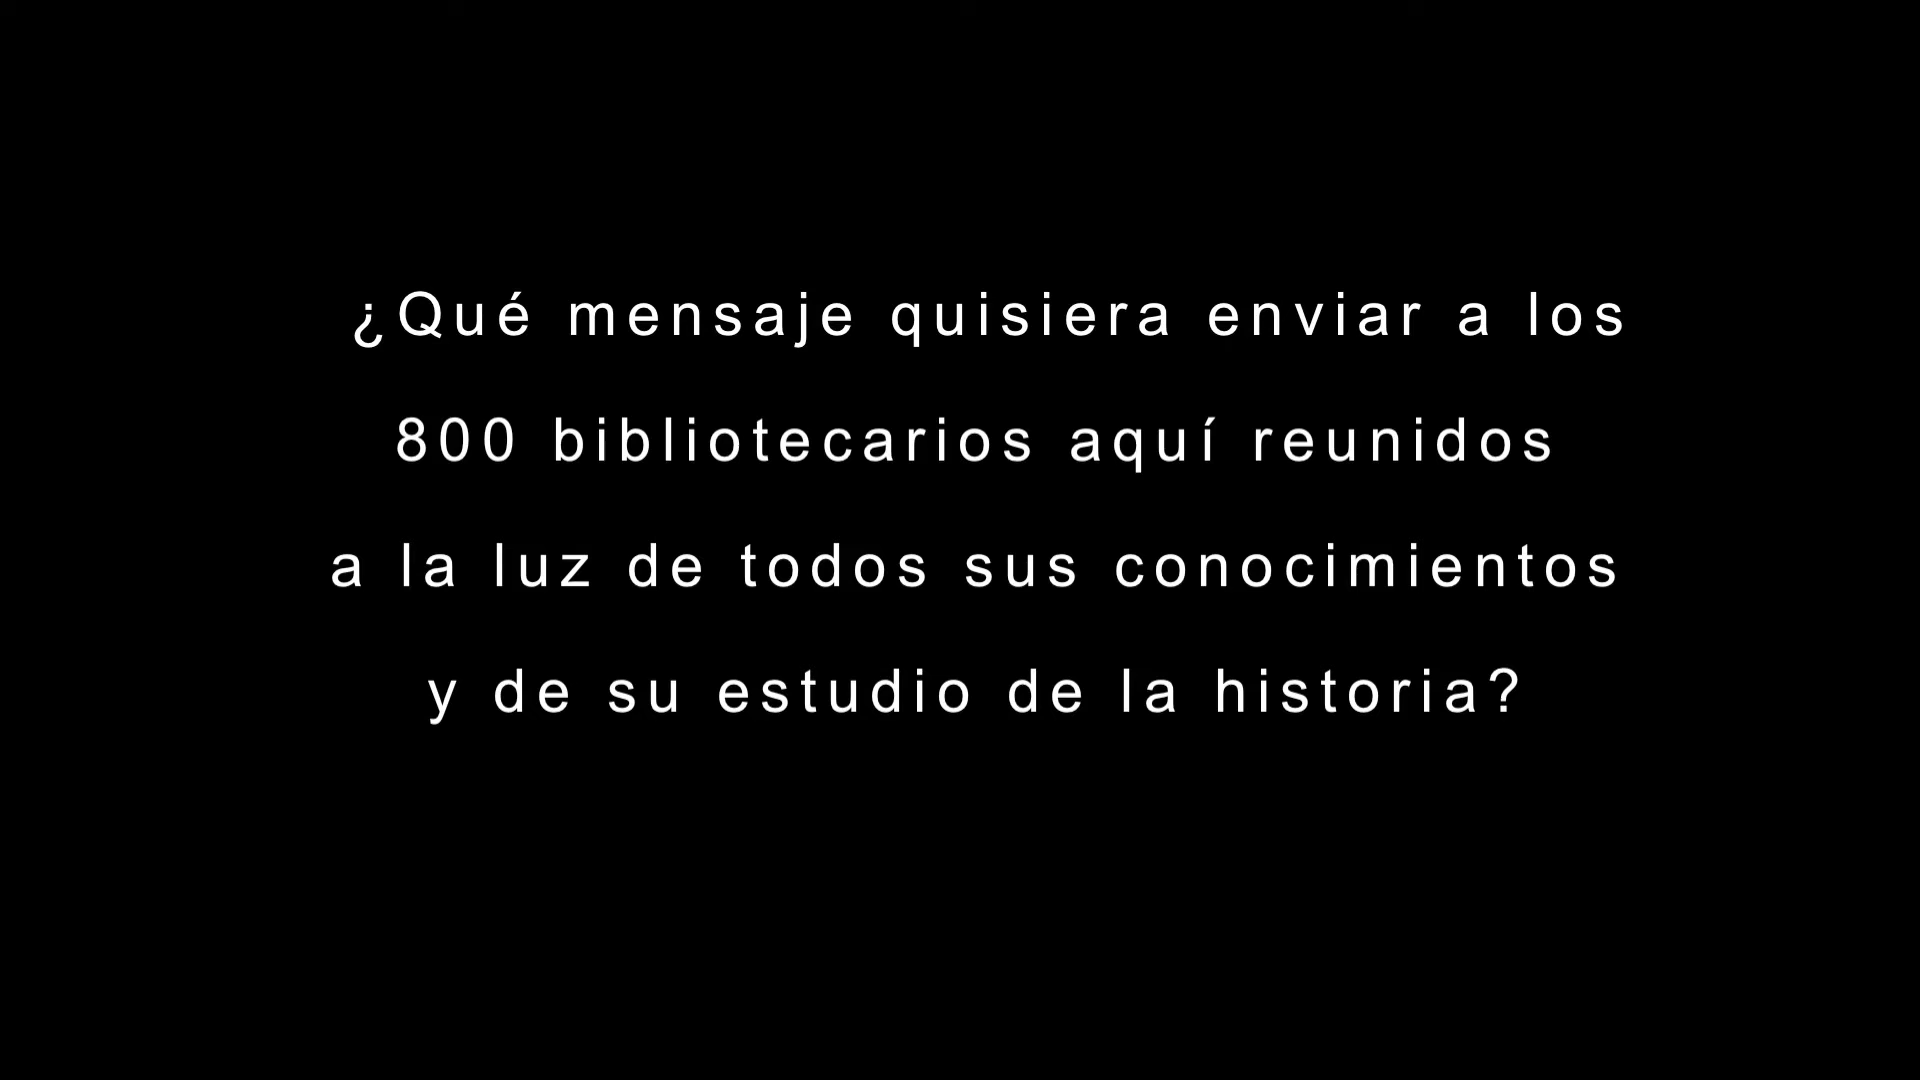 ¿Qué mensaje quisiera enviar a los
800 bibliotecarios aquí reunidos
a la luz de todos sus conocimientos
y de su estudio de la historia?